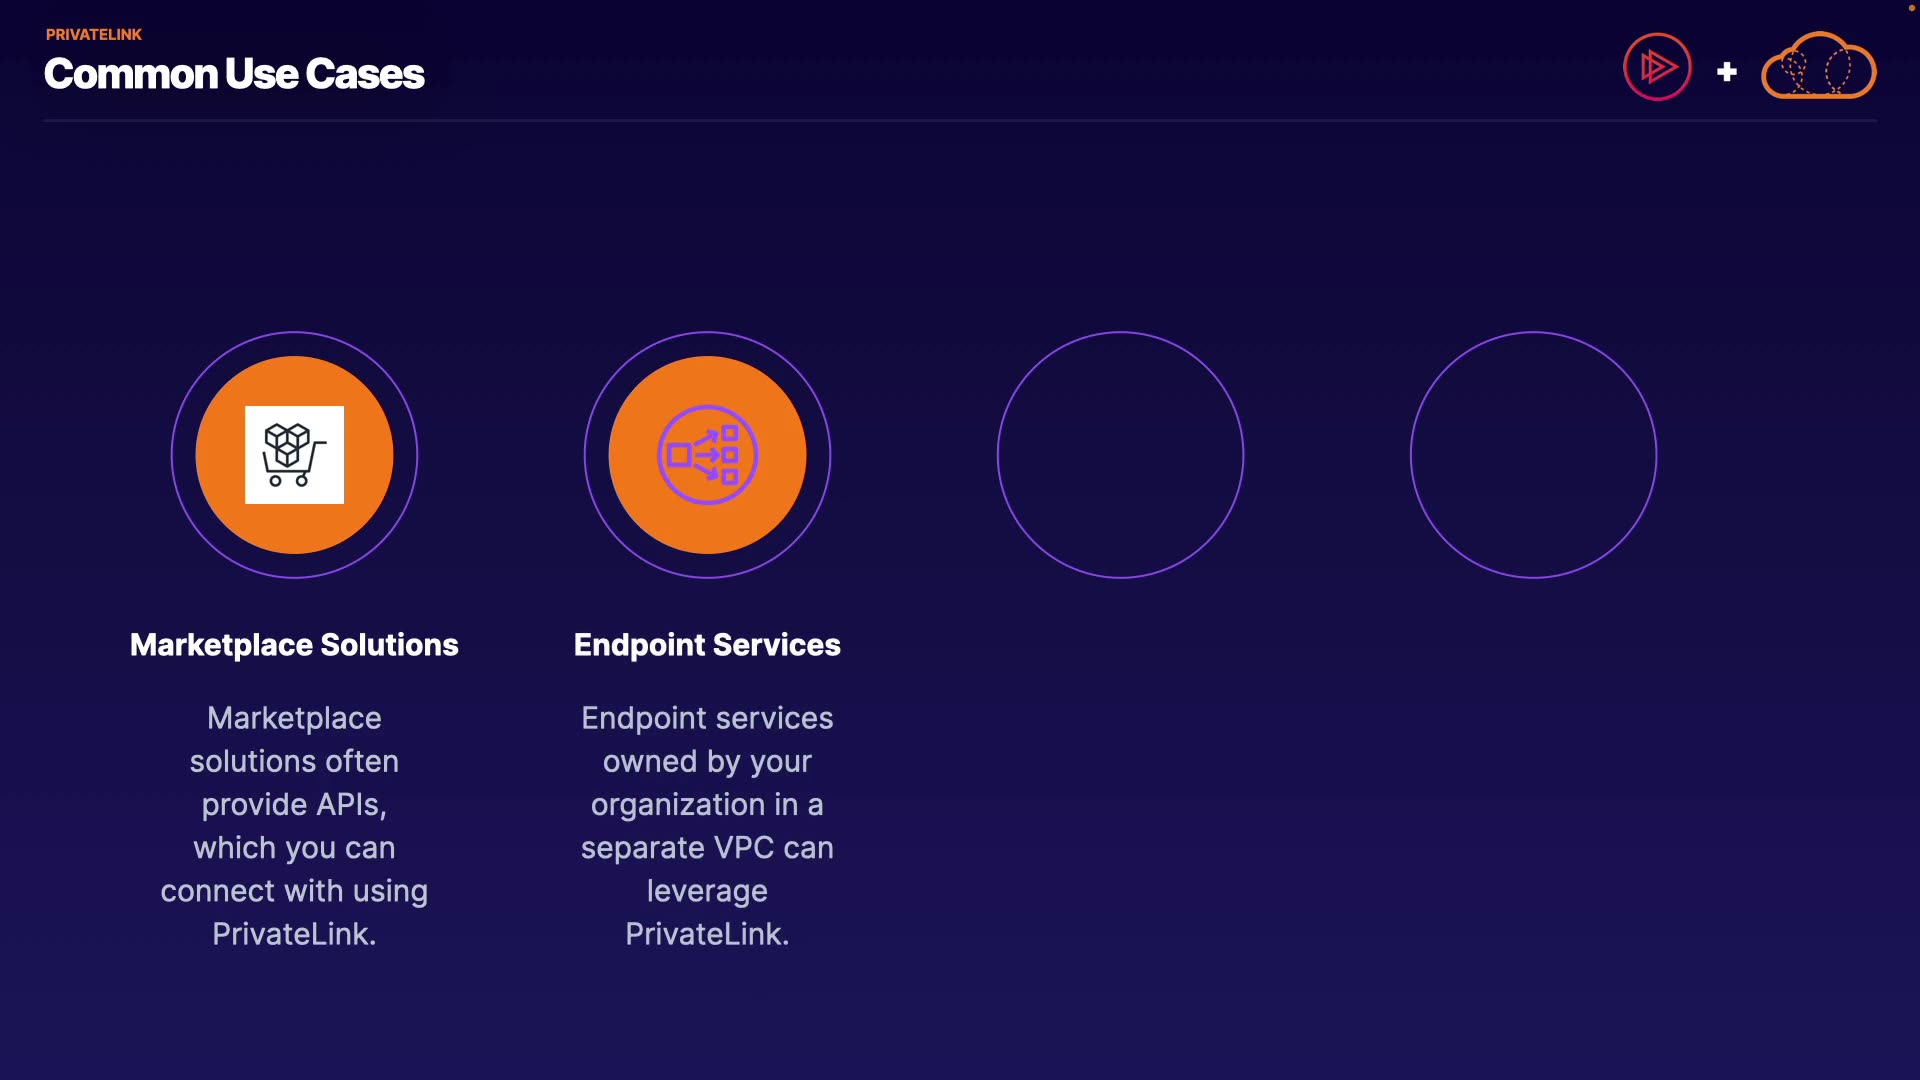 PRIVATELINK
Common Use Cases
Marketplace Solutions
Marketplace
solutions often
provide APIs,
which you can
connect with using
PrivateLink.
Endpoint Services
Endpoint services
owned by your
organization in a
separate VPC can
leverage
PrivateLink.